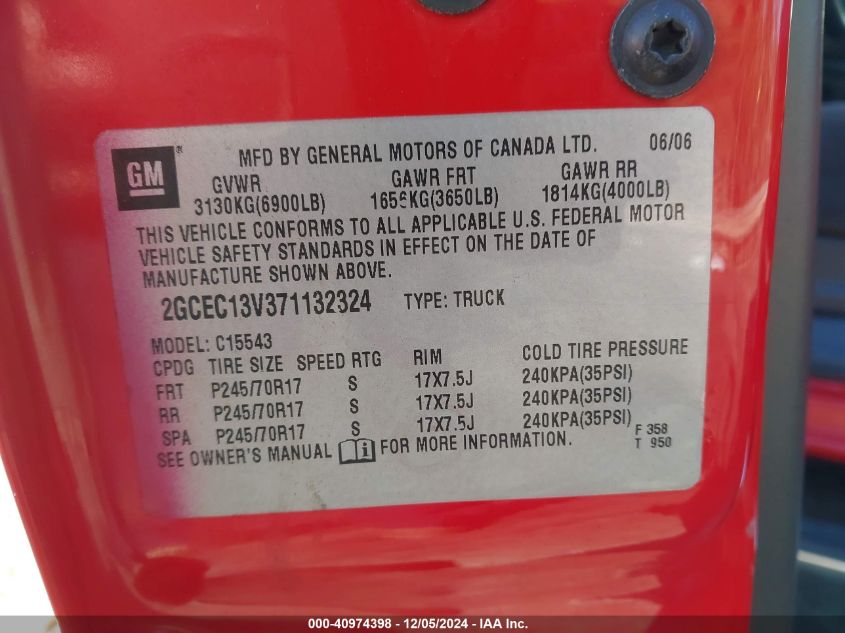 GM
MFD BY GENERAL MOTORS OF CANADA LTD. 06/06
GVWR GAWR FRT GAWR RR
3130KG(6900LB) 1656KG(3650LB) 1814KG(4000LB)
THIS VEHICLE CONFORMS TO ALL APPLICABLE U.S. FEDERAL MOTOR
VEHICLE SAFETY STANDARDS IN EFFECT ON THE DATE OF
MANUFACTURE SHOWN ABOVE.
2GCEC13V371132324 TYPE: TRUCK
MODEL: C15543
CPDG TIRE SIZE SPEED RTG RIM COLD TIRE PRESSURE
FRT P245/70R17 S 17X7.5J 240KPA(35PSI)
RR P245/70R17 S 17X7.5J 240KPA(35PSI)
SPA P245/70R17 S 17X7.5J 240KPA(35PSI)
SEE OWNER'S MANUAL i FOR MORE INFORMATION.
F 358
T 950
000-40974398 - 12/05/2024 - IAA Inc.